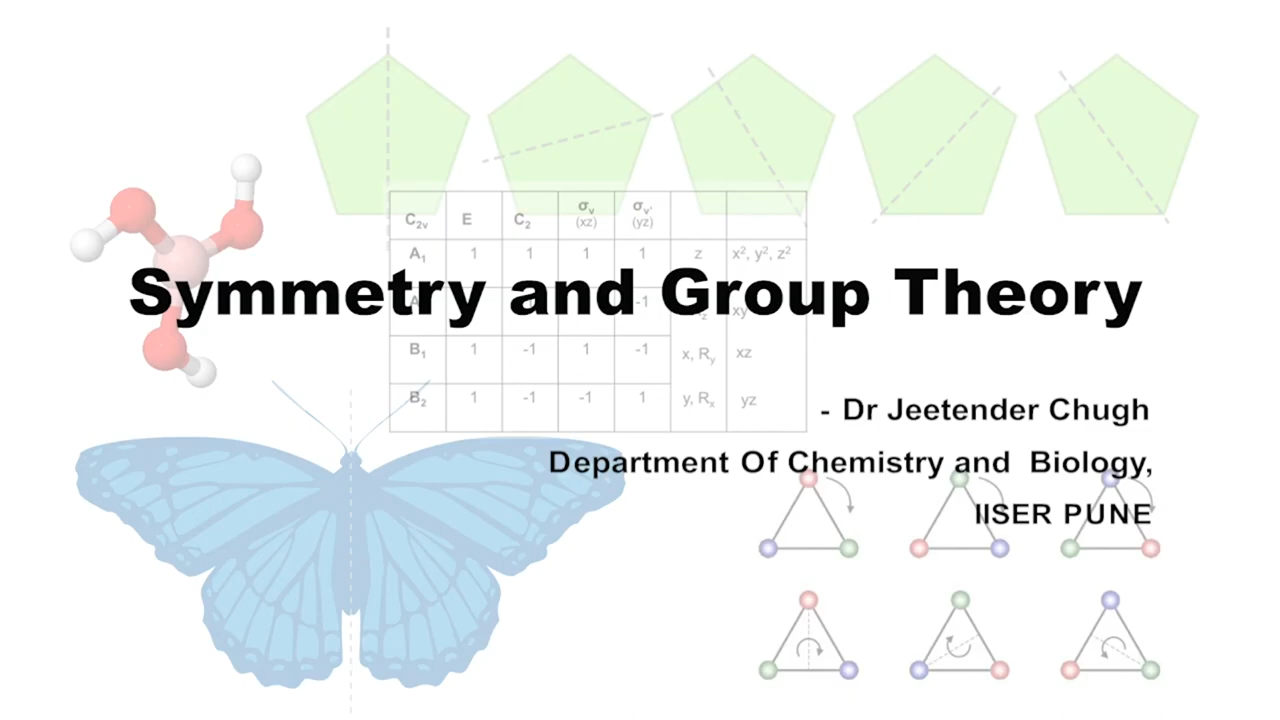 C2v E C2 σv (xz) σv' (yz)
A1 1 1 1 1 z x², y², z²
Symmetry and Group Theory
A -1 z xy
B1 1 -1 1 -1 x, Ry xz
B2 1 -1 -1 1 y, Rx yz
- Dr Jeetender Chugh
Department Of Chemistry and Biology,
IISER PUNE